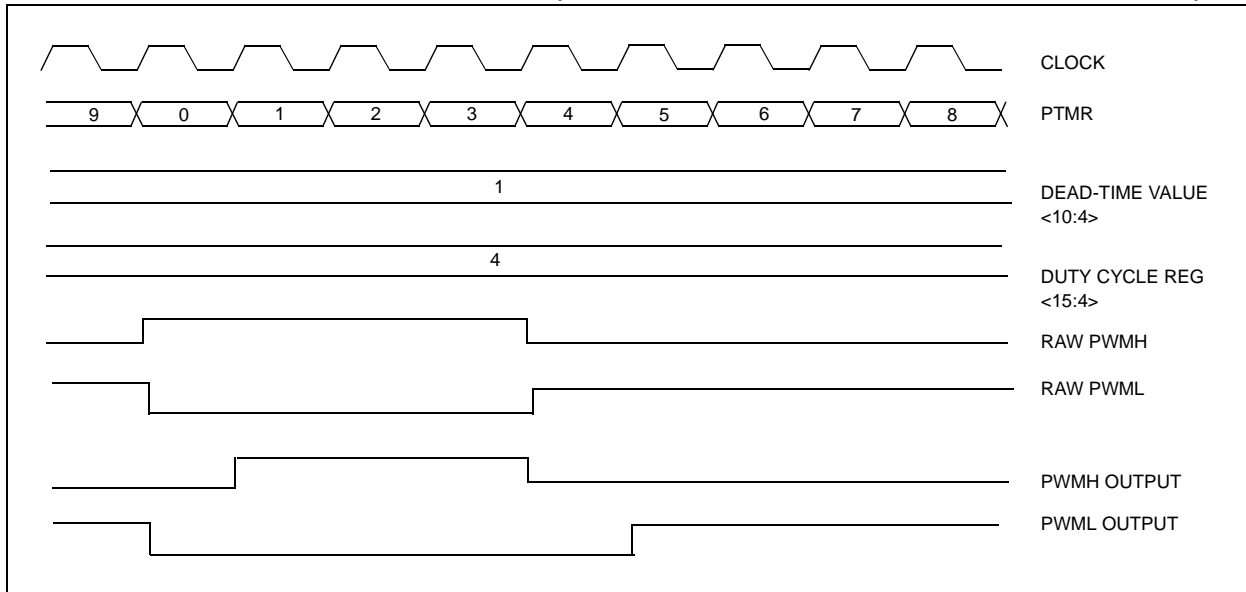 CLOCK
9 0 1 2 3 4 5 6 7 8 PTMR
1
DEAD-TIME VALUE
<10:4>
4
DUTY CYCLE REG
<15:4>
RAW PWMH
RAW PWML
PWMH OUTPUT
PWML OUTPUT